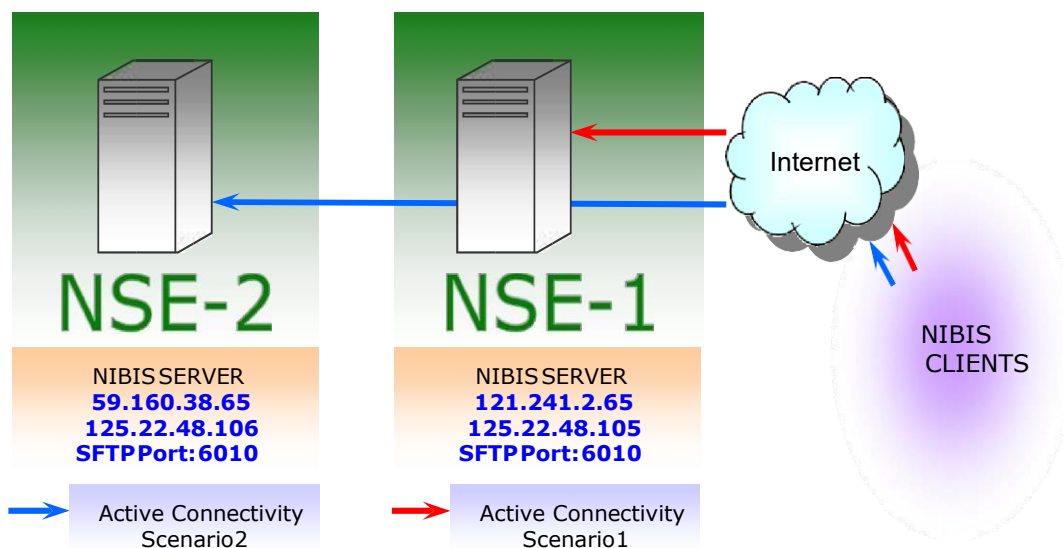 Internet
NSE-2
NSE-1
NIBIS
CLIENTS
NIBIS SERVER
59.160.38.65
125.22.48.106
SFTP Port: 6010
NIBIS SERVER
121.241.2.65
125.22.48.105
SFTP Port: 6010
Active Connectivity
Scenario2
Active Connectivity
Scenario1